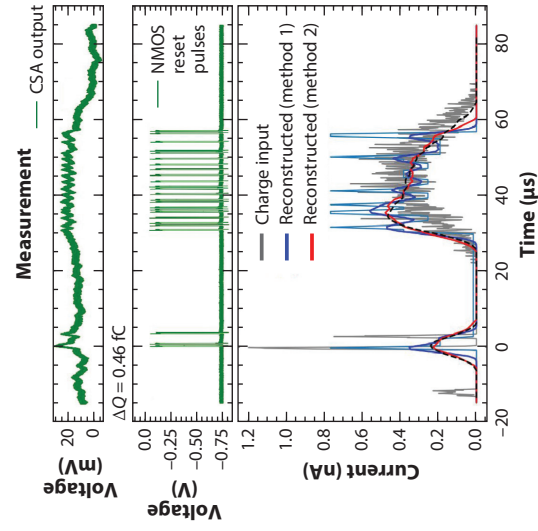 Measurement
CSA output
Voltage
(mV)
20
0
ΔQ = 0.46 fC
NMOS
reset
pulses
Voltage
(V)
0.0
−0.25
−0.50
−0.75
Charge input
Reconstructed (method 1)
Reconstructed (method 2)
Current (nA)
1.2
1.0
0.8
0.6
0.4
0.2
0.0
−20
0
20
40
60
80
Time (μs)